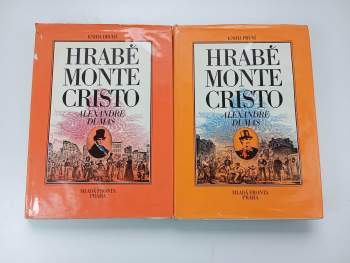 KNIHA DRUHÁ
HRABĚ
MONTE
CRISTO
ALEXANDRE
DUMAS
MLADÁ FRONTA
PRAHA
KNIHA PRVNÍ
HRABĚ
MONTE
CRISTO
ALEXANDRE
DUMAS
MLADÁ FRONTA
PRAHA